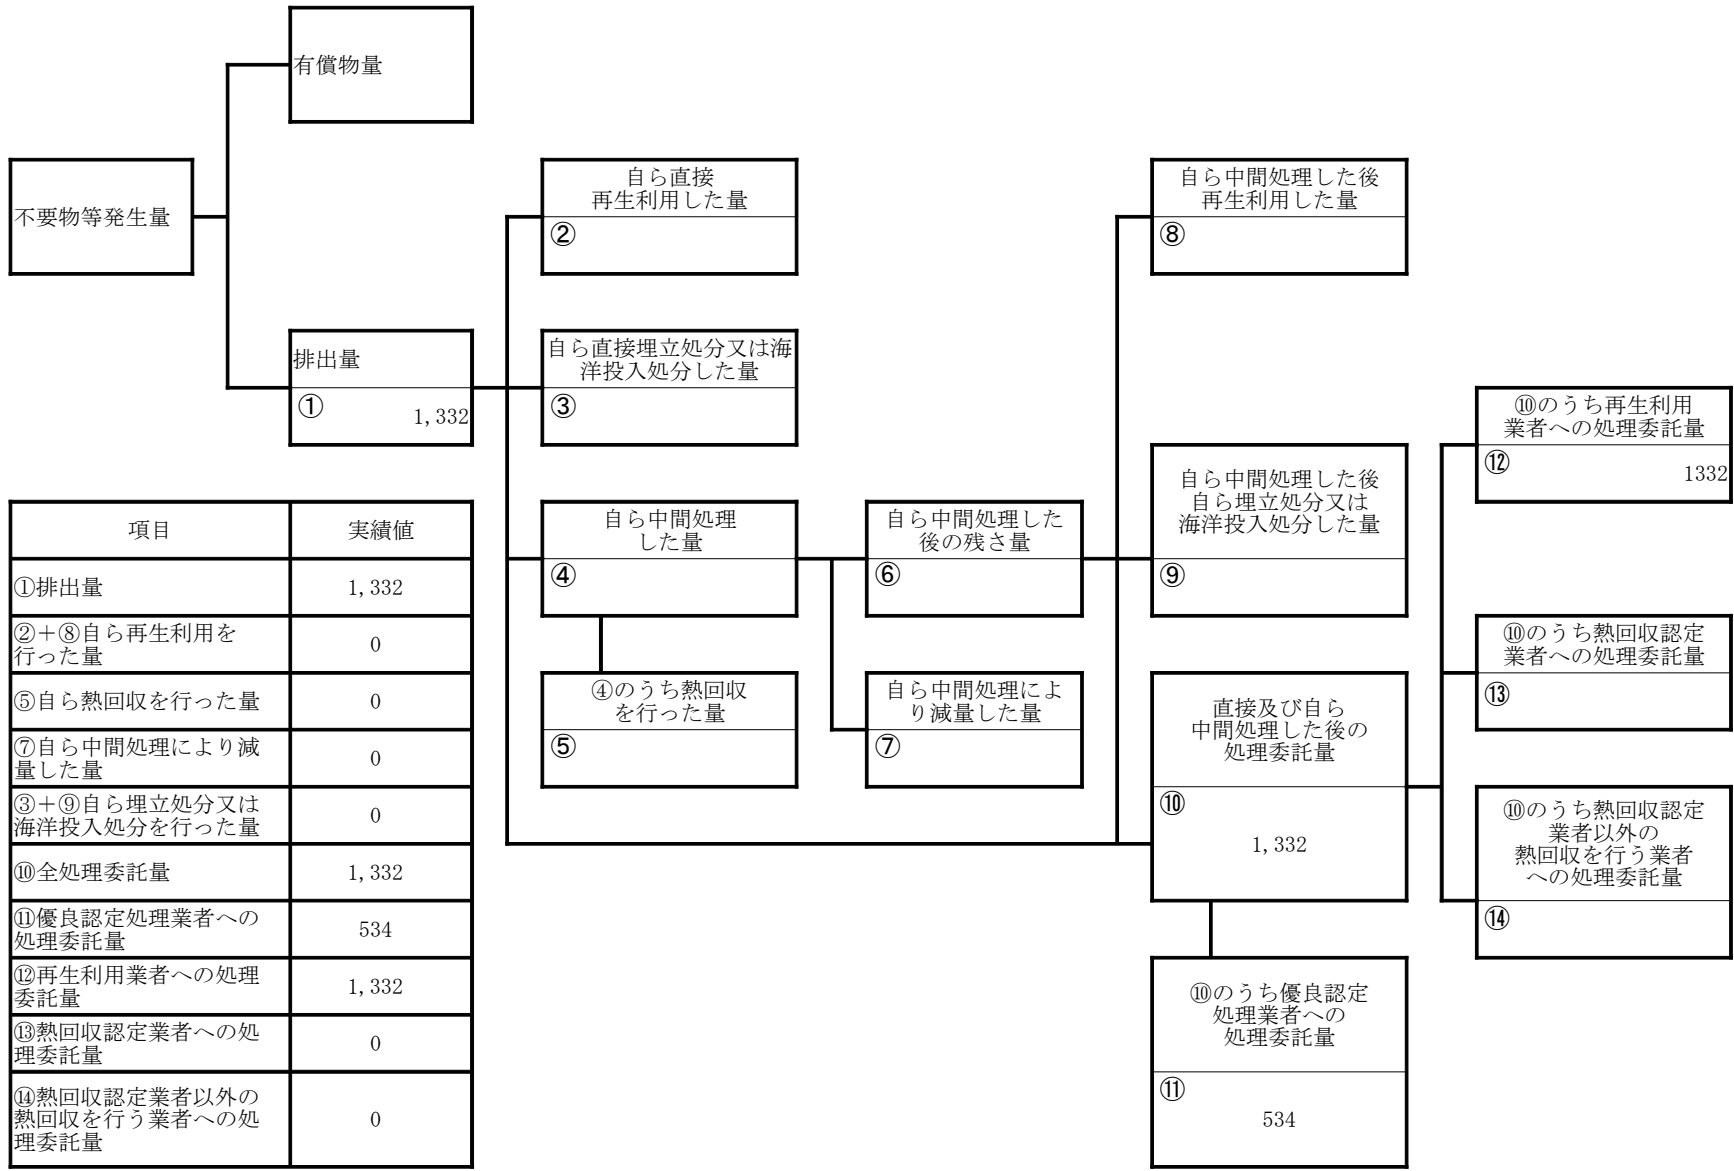 有償物量
不要物等発生量
自ら直接
再生利用した量
②
自ら中間処理した後
再生利用した量
⑧
排出量
① 1,332
自ら直接埋立処分又は海
洋投入処分した量
③
⑩のうち再生利用
業者への処理委託量
⑫ 1332
自ら中間処理
した量
④
自ら中間処理した
後の残さ量
⑥
自ら中間処理した後
自ら埋立処分又は
海洋投入処分した量
⑨
④のうち熱回収
を行った量
⑤
自ら中間処理によ
り減量した量
⑦
直接及び自ら
中間処理した後の
処理委託量
⑩
1,332
⑩のうち熱回収認定
業者への処理委託量
⑬
⑩のうち熱回収認定
業者以外の
熱回収を行う業者
への処理委託量
⑭
⑩のうち優良認定
処理業者への
処理委託量
⑪
534
項目 実績値
①排出量 1,332
②+⑧自ら再生利用を
行った量 0
⑤自ら熱回収を行った量 0
⑦自ら中間処理により減
量した量 0
③+⑨自ら埋立処分又は
海洋投入処分を行った量 0
⑩全処理委託量 1,332
⑪優良認定処理業者への
処理委託量 534
⑫再生利用業者への処理
委託量 1,332
⑬熱回収認定業者への処
理委託量 0
⑭熱回収認定業者以外の
熱回収を行う業者への処
理委託量 0